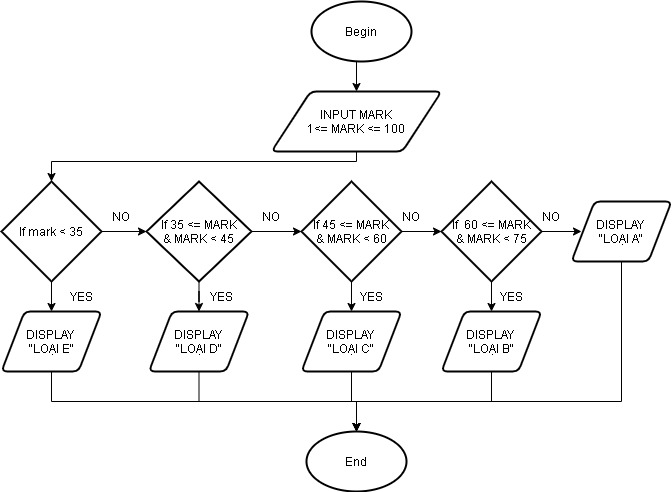 Begin
INPUT MARK
1<= MARK <= 100
If mark < 35
NO
If 35 <= MARK
& MARK < 45
NO
If 45 <= MARK
& MARK < 60
NO
If 60 <= MARK
& MARK < 75
NO
DISPLAY
"LOẠI A"
YES
YES
YES
YES
DISPLAY
"LOẠI E"
DISPLAY
"LOẠI D"
DISPLAY
"LOẠI C"
DISPLAY
"LOẠI B"
End